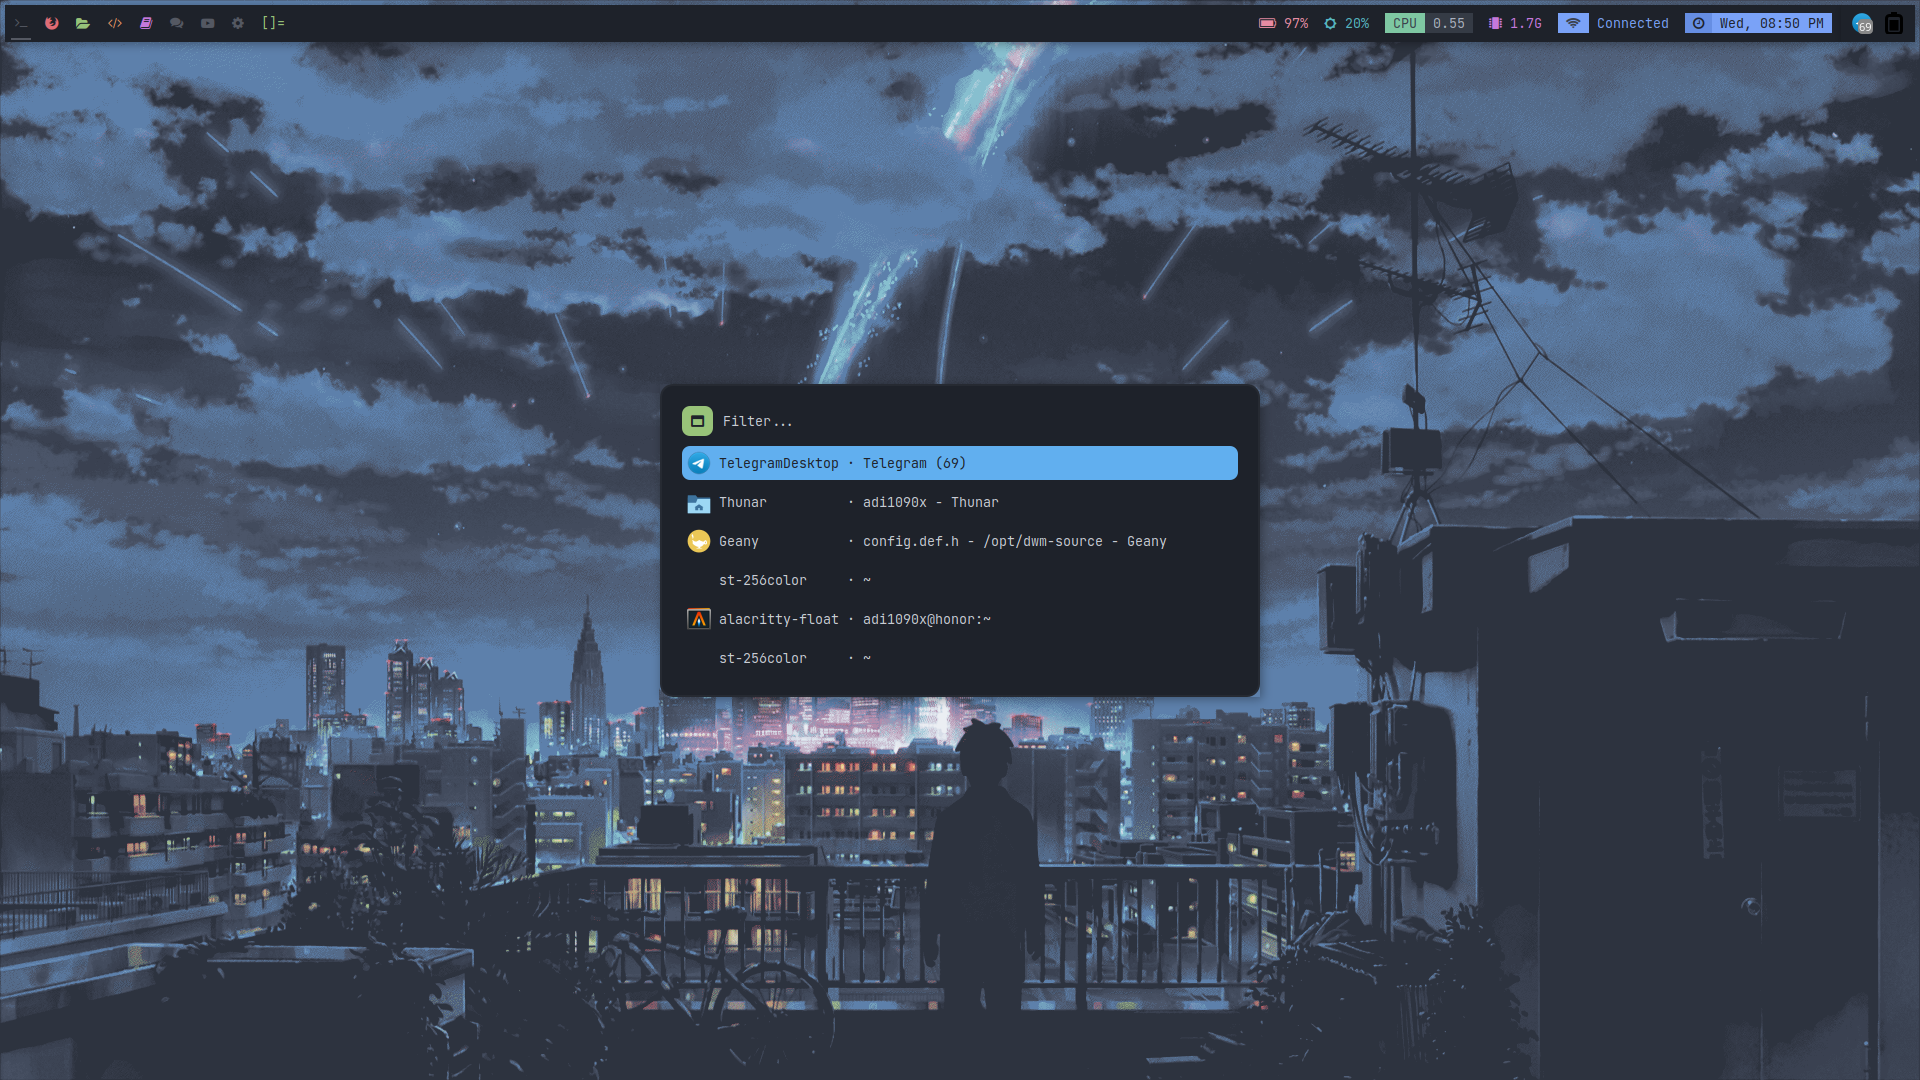 >_ </> []= 97% 20% CPU 0.55 1.7G Connected Wed, 08:50 PM 69
Filter...
TelegramDesktop · Telegram (69)
Thunar · adi1090x - Thunar
Geany · config.def.h - /opt/dwm-source - Geany
st-256color · ~
alacritty-float · adi1090x@honor:~
st-256color · ~